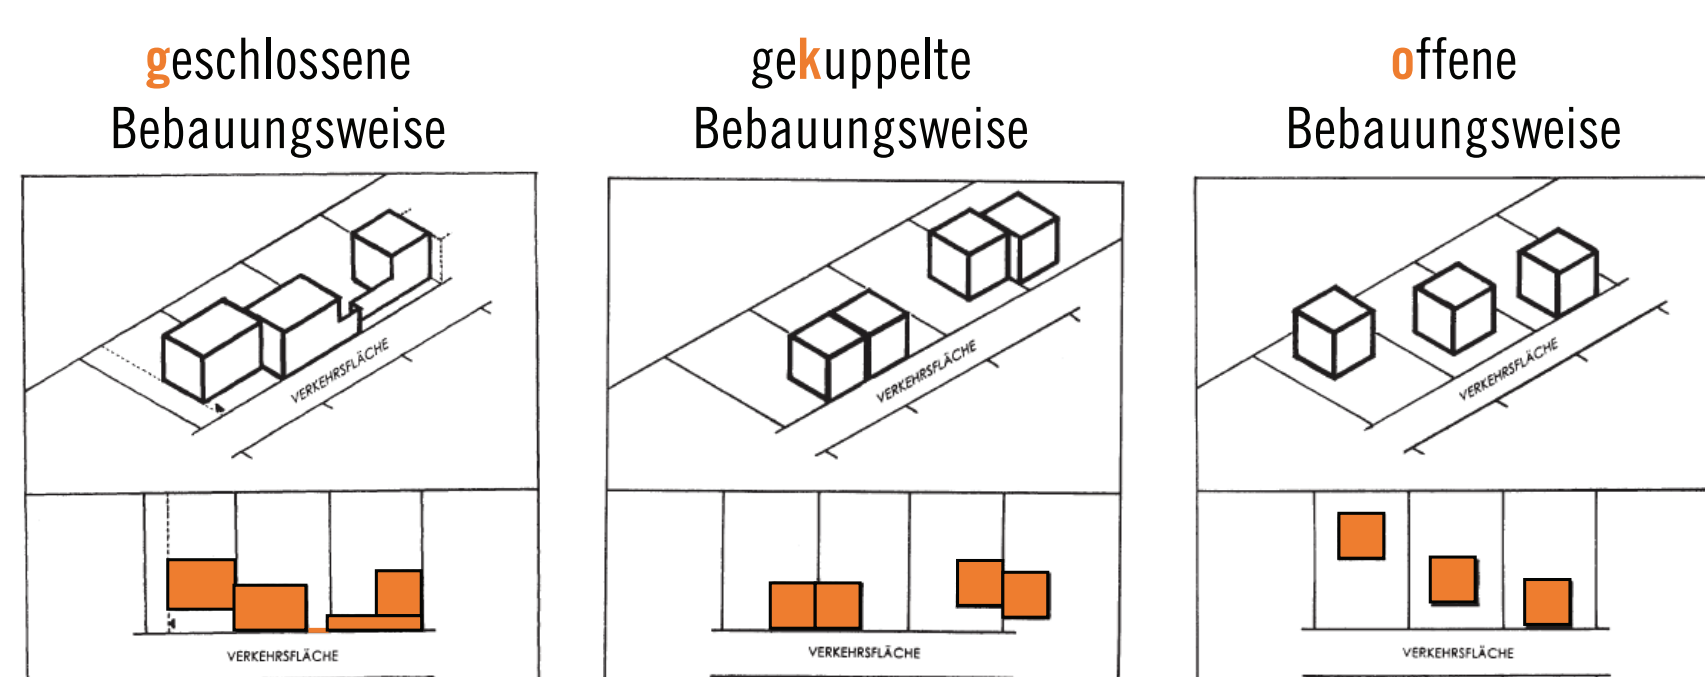 geschlossene
Bebauungsweise
gekuppelte
Bebauungsweise
offene
Bebauungsweise
VERKEHRSFLÄCHE
VERKEHRSFLÄCHE
VERKEHRSFLÄCHE
VERKEHRSFLÄCHE
VERKEHRSFLÄCHE
VERKEHRSFLÄCHE